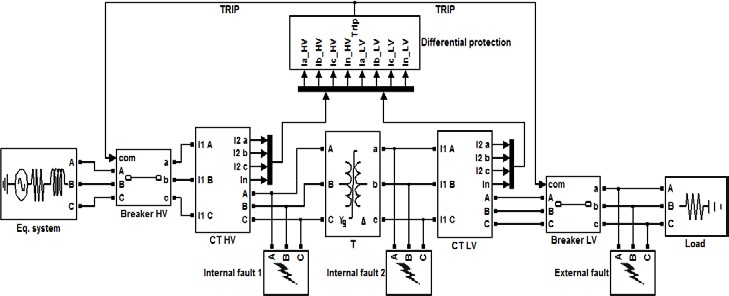 TRIP TRIP
Trip
Ia_HV
Ib_HV
Ic_HV
In_HV
Ia_LV
Ib_LV
Ic_LV
In_LV
Differential protection
A
B
C
Eq. system
com
A
B
C
a
b
c
Breaker HV
I1 A
I1 B
I1 C
I2 a
I2 b
I2 c
In
A
B
C
CT HV
A B C
Internal fault 1
A
B
C
a
b
c
Yg Δ
T
A B C
Internal fault 2
I1 A
I1 B
I1 C
I2 a
I2 b
I2 c
In
A
B
C
CT LV
com
A
B
C
a
b
c
Breaker LV
A B C
External fault
A
B
C
Load